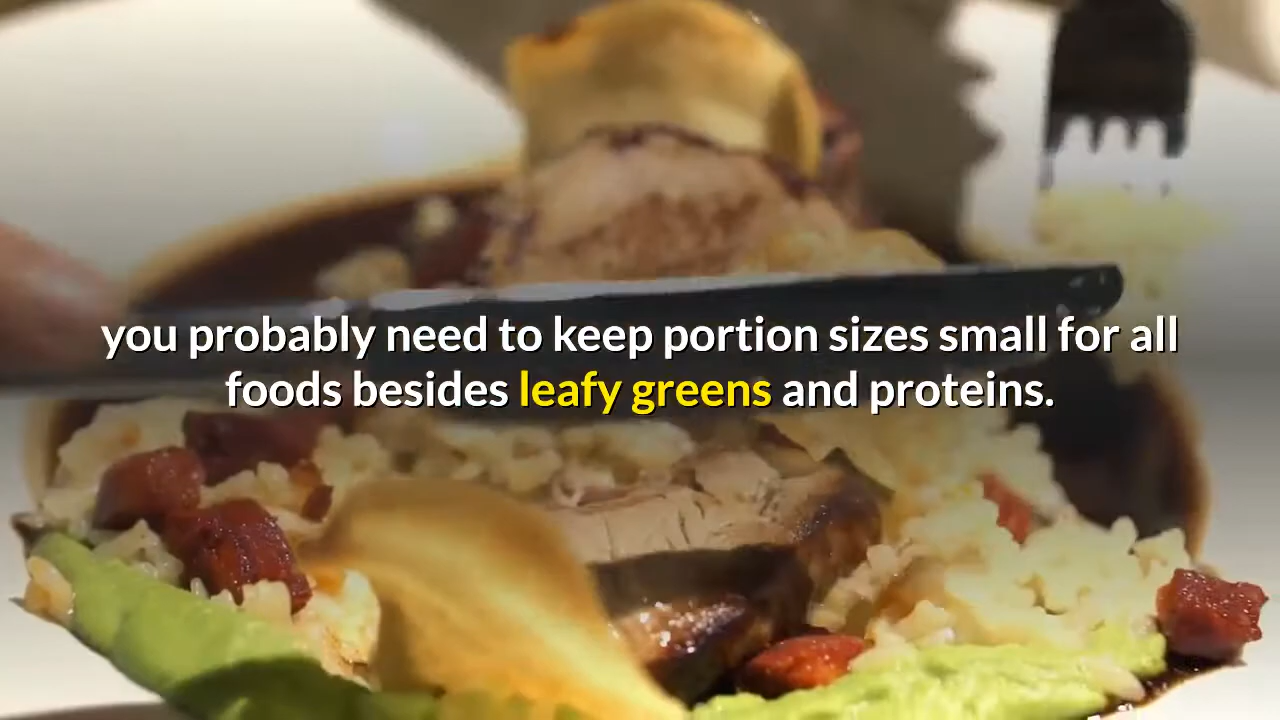 you probably need to keep portion sizes small for all
foods besides leafy greens and proteins.